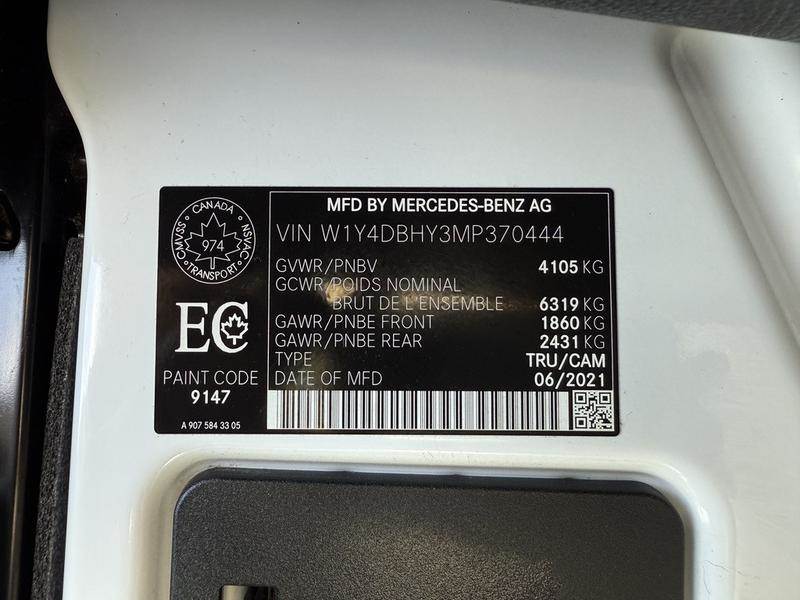 CANADA
CMVSS
974
NSVAC
TRANSPORT
EC
PAINT CODE
9147
A 907 584 33 05
MFD BY MERCEDES-BENZ AG
VIN W1Y4DBHY3MP370444
GVWR/PNBV 4105 KG
GCWR/POIDS NOMINAL
BRUT DE L'ENSEMBLE 6319 KG
GAWR/PNBE FRONT 1860 KG
GAWR/PNBE REAR 2431 KG
TYPE TRU/CAM
DATE OF MFD 06/2021